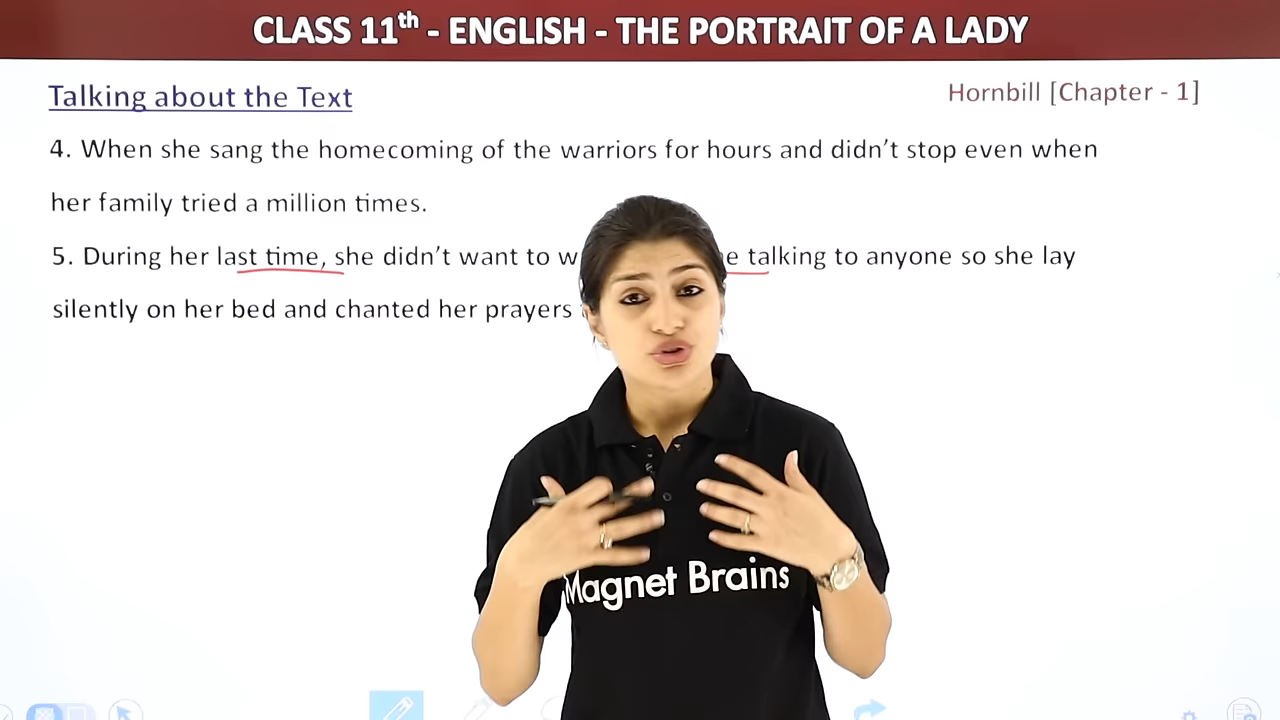 CLASS 11th - ENGLISH - THE PORTRAIT OF A LADY
Talking about the Text
Hornbill [Chapter - 1]
4. When she sang the homecoming of the warriors for hours and didn't stop even when
her family tried a million times.
5. During her last time, she didn't want to talking to anyone so she lay
silently on her bed and chanted her prayers
Magnet Brains